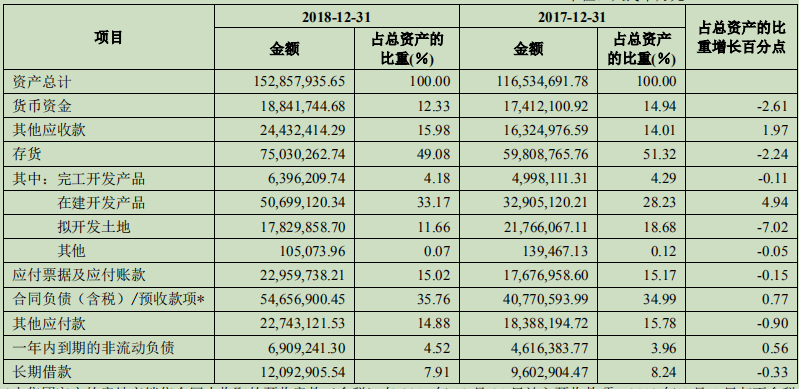 项目 2018-12-31 2017-12-31 占总资产的比重增长百分点
金额 占总资产的比重(%) 金额 占总资产的比重(%)
资产总计 152,857,935.65 100.00 116,534,691.78 100.00
货币资金 18,841,744.68 12.33 17,412,100.92 14.94 -2.61
其他应收款 24,432,414.29 15.98 16,324,976.59 14.01 1.97
存货 75,030,262.74 49.08 59,808,765.76 51.32 -2.24
其中：完工开发产品 6,396,209.74 4.18 4,998,111.31 4.29 -0.11
在建开发产品 50,699,120.34 33.17 32,905,120.21 28.23 4.94
拟开发土地 17,829,858.70 11.66 21,766,067.11 18.68 -7.02
其他 105,073.96 0.07 139,467.13 0.12 -0.05
应付票据及应付账款 22,959,738.21 15.02 17,676,958.60 15.17 -0.15
合同负债（含税）/预收款项* 54,656,900.45 35.76 40,770,593.99 34.99 0.77
其他应付款 22,743,121.53 14.88 18,388,194.72 15.78 -0.90
一年内到期的非流动负债 6,909,241.30 4.52 4,616,383.77 3.96 0.56
长期借款 12,092,905.54 7.91 9,602,904.47 8.24 -0.33